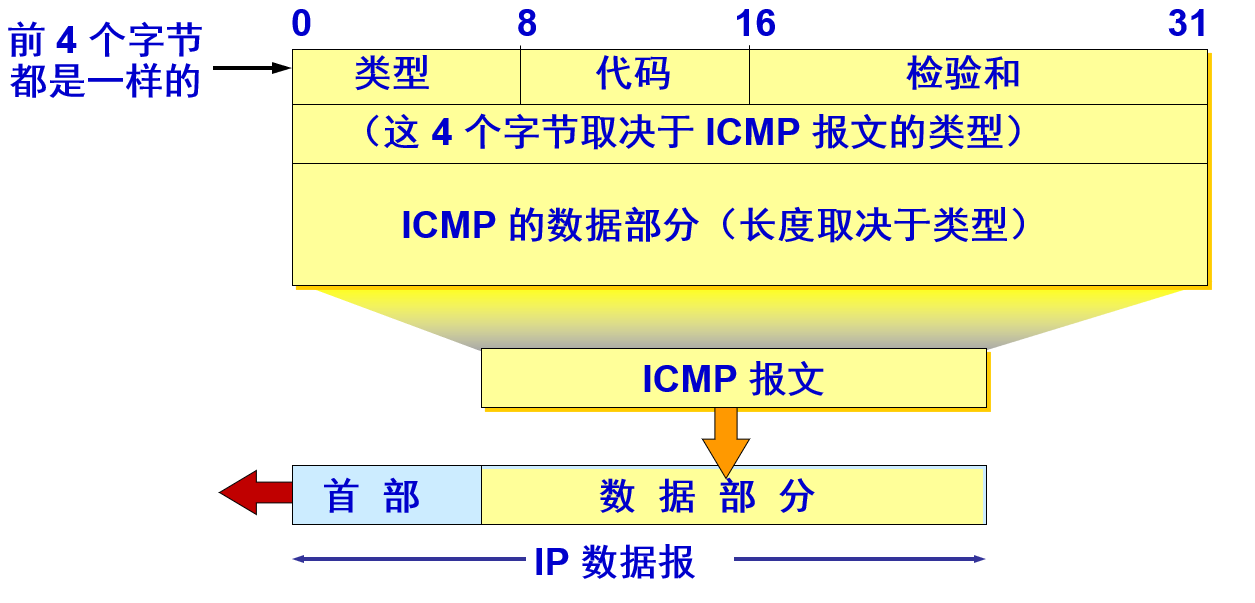 0 8 16 31
前 4 个字节
都是一样的
类型 代码 检验和
（这 4 个字节取决于 ICMP 报文的类型）
ICMP 的数据部分（长度取决于类型）
ICMP 报文
首 部 数 据 部 分
IP 数据报